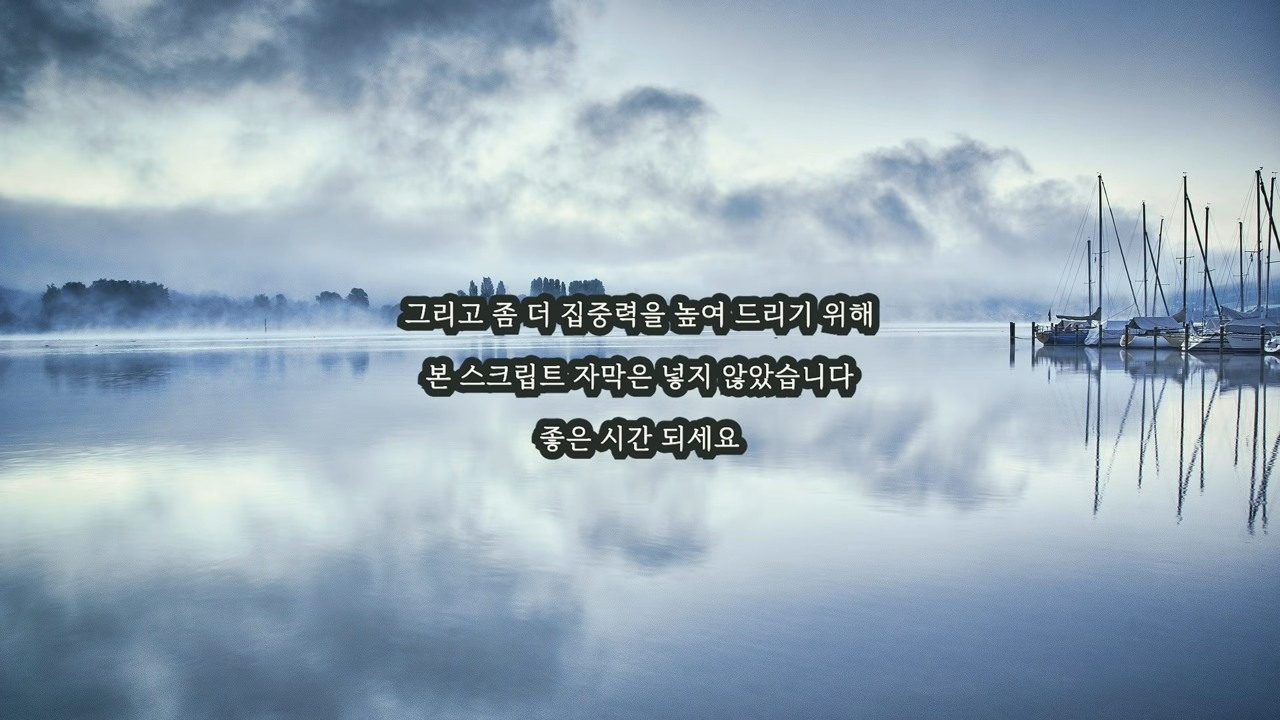 그리고 좀 더 집중력을 높여 드리기 위해
본 스크립트 자막은 넣지 않았습니다
좋은 시간 되세요